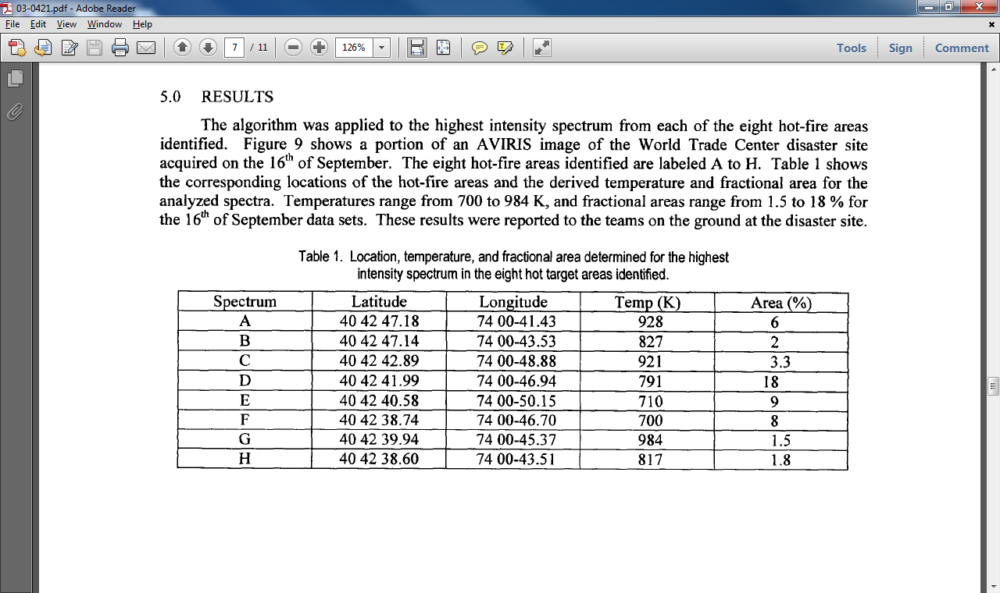 03-0421.pdf - Adobe Reader
File Edit View Window Help
7 / 11 126% Tools Sign Comment
5.0 RESULTS
The algorithm was applied to the highest intensity spectrum from each of the eight hot-fire areas
identified. Figure 9 shows a portion of an AVIRIS image of the World Trade Center disaster site
acquired on the 16th of September. The eight hot-fire areas identified are labeled A to H. Table 1 shows
the corresponding locations of the hot-fire areas and the derived temperature and fractional area for the
analyzed spectra. Temperatures range from 700 to 984 K, and fractional areas range from 1.5 to 18 % for
the 16th of September data sets. These results were reported to the teams on the ground at the disaster site.
Table 1. Location, temperature, and fractional area determined for the highest
intensity spectrum in the eight hot target areas identified.
Spectrum Latitude Longitude Temp (K) Area (%)
A 40 42 47.18 74 00-41.43 928 6
B 40 42 47.14 74 00-43.53 827 2
C 40 42 42.89 74 00-48.88 921 3.3
D 40 42 41.99 74 00-46.94 791 18
E 40 42 40.58 74 00-50.15 710 9
F 40 42 38.74 74 00-46.70 700 8
G 40 42 39.94 74 00-45.37 984 1.5
H 40 42 38.60 74 00-43.51 817 1.8